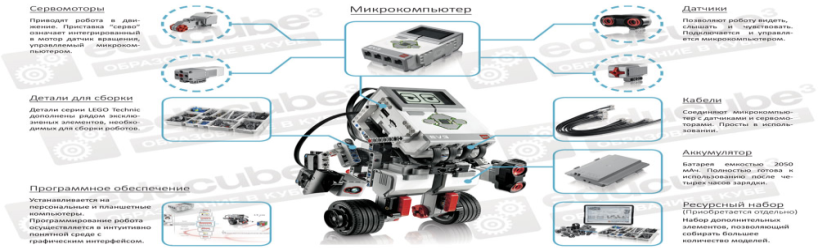 Сервомоторы
Приводят робота в дви-
жение. Приставка "серво"
означает интегрированный
в мотор датчик вращения,
управляемый микроком-
пьютером.
Детали для сборки
Детали серии LEGO Technic
дополнены рядом эксклю-
зивных элементов, необхо-
димых для сборки роботов.
Программное обеспечение
Устанавливается на
персональные и планшетные
компьютеры.
Программирование робота
осуществляется в интуитивно
понятной среде с
графическим интерфейсом.
Микрокомпьютер
EV3
Датчики
Позволяют роботу видеть,
слышать и чувствовать.
Подключается и управля-
ется микрокомпьютером.
Кабели
Соединяют микрокомпью-
тер с датчиками и сервомо-
торами. Просты в исполь-
зовании.
Аккумулятор
Батарея емкостью 2050
мАч. Полностью готова к
использованию после че-
тырех часов зарядки.
Ресурсный набор
(Приобретается отдельно)
Набор дополнительных
элементов, позволяющий
собирать большее
количество моделей.
educube³
ОБРАЗОВАНИЕ ВИРУЕТ